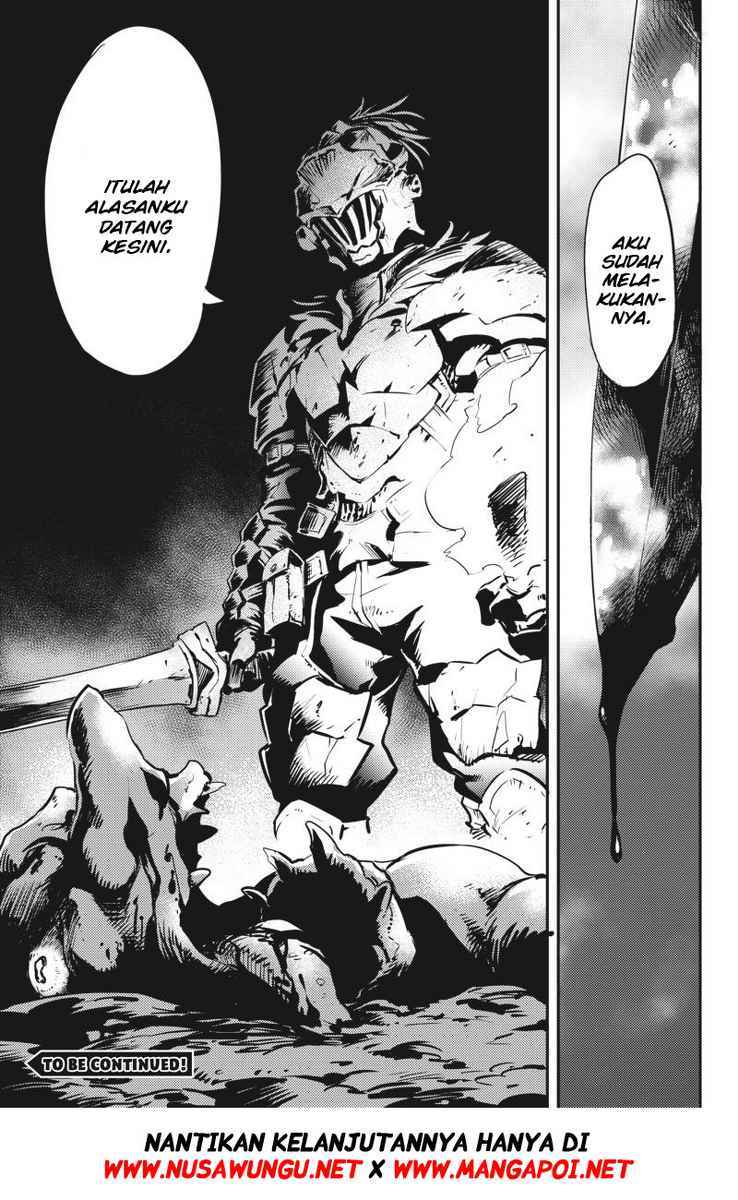 AKU
SUDAH
MELA-
KUKAN-
NYA.
ITULAH
ALASANKU
DATANG
KESINI.
TO BE CONTINUED!
NANTIKAN KELANJUTANNYA HANYA DI
WWW.NUSAWUNGU.NET X WWW.MANGAPOI.NET